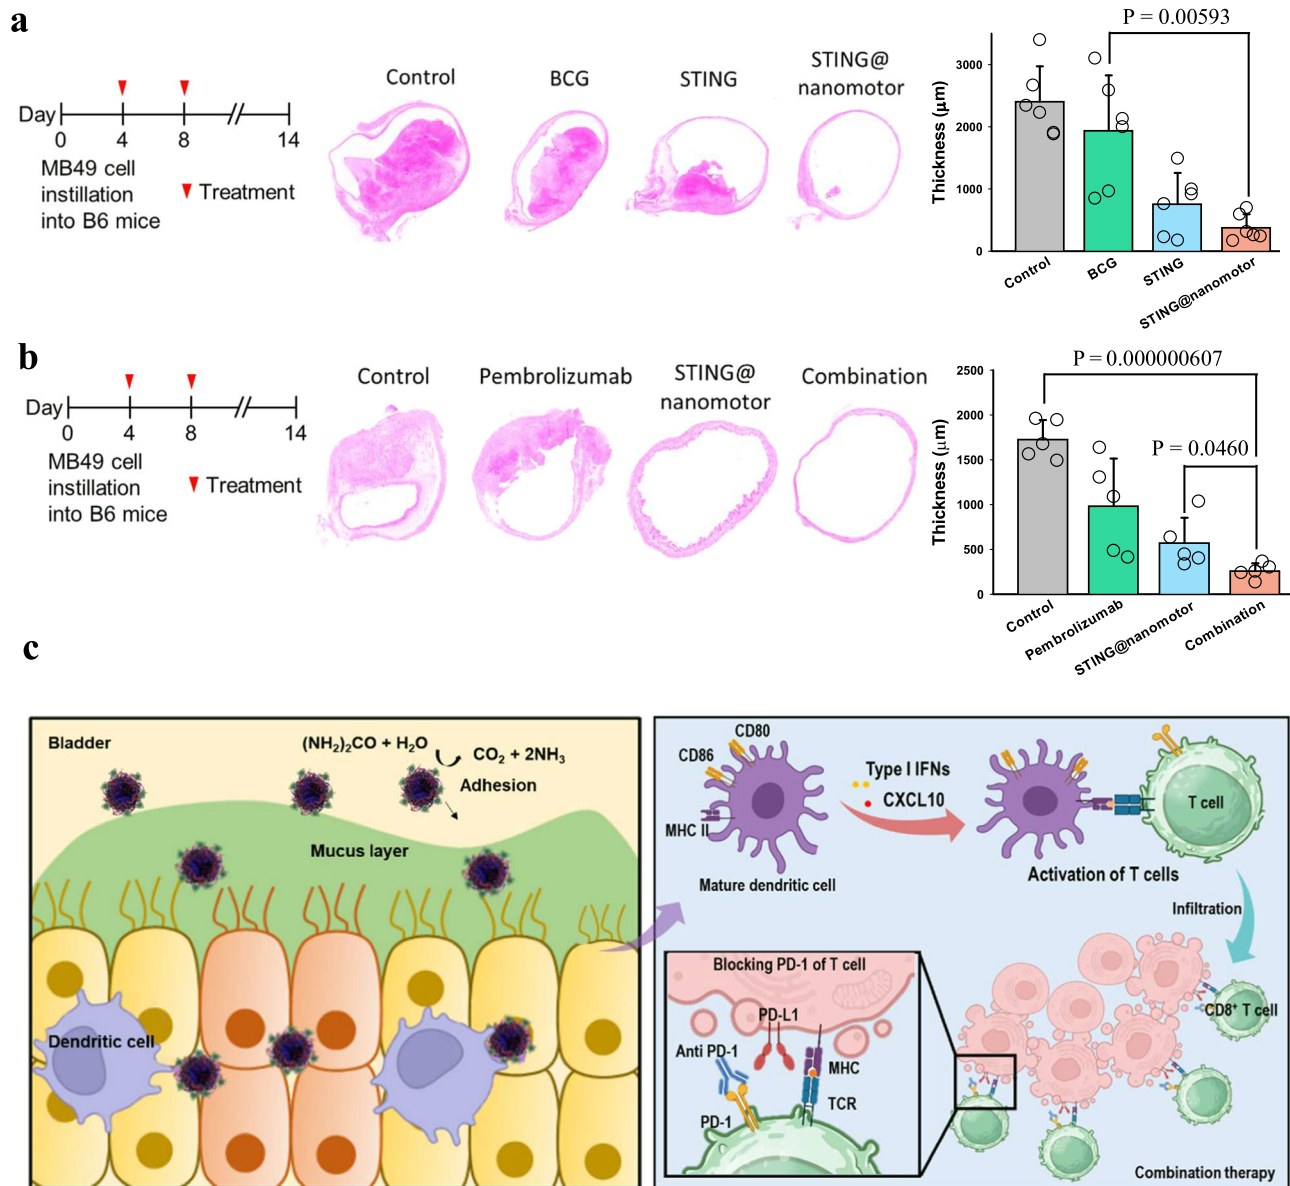 a
Day
0
4
8
14
MB49 cell
instillation
into B6 mice
Treatment
Control
BCG
STING
STING@
nanomotor
P = 0.00593
Thickness (μm)
3000
2000
1000
0
Control
BCG
STING
STING@nanomotor
b
Day
0
4
8
14
MB49 cell
instillation
into B6 mice
Treatment
Control
Pembrolizumab
STING@
nanomotor
Combination
P = 0.000000607
P = 0.0460
Thickness (μm)
2500
2000
1500
1000
500
0
Control
Pembrolizumab
STING@nanomotor
Combination
c
Bladder
(NH₂)₂CO + H₂O
CO₂ + 2NH₃
Adhesion
Mucus layer
Dendritic cell
CD80
CD86
MHC II
Mature dendritic cell
Type I IFNs
CXCL10
T cell
Activation of T cells
Infiltration
CD8⁺ T cell
Blocking PD-1 of T cell
PD-L1
Anti PD-1
MHC
TCR
PD-1
Combination therapy